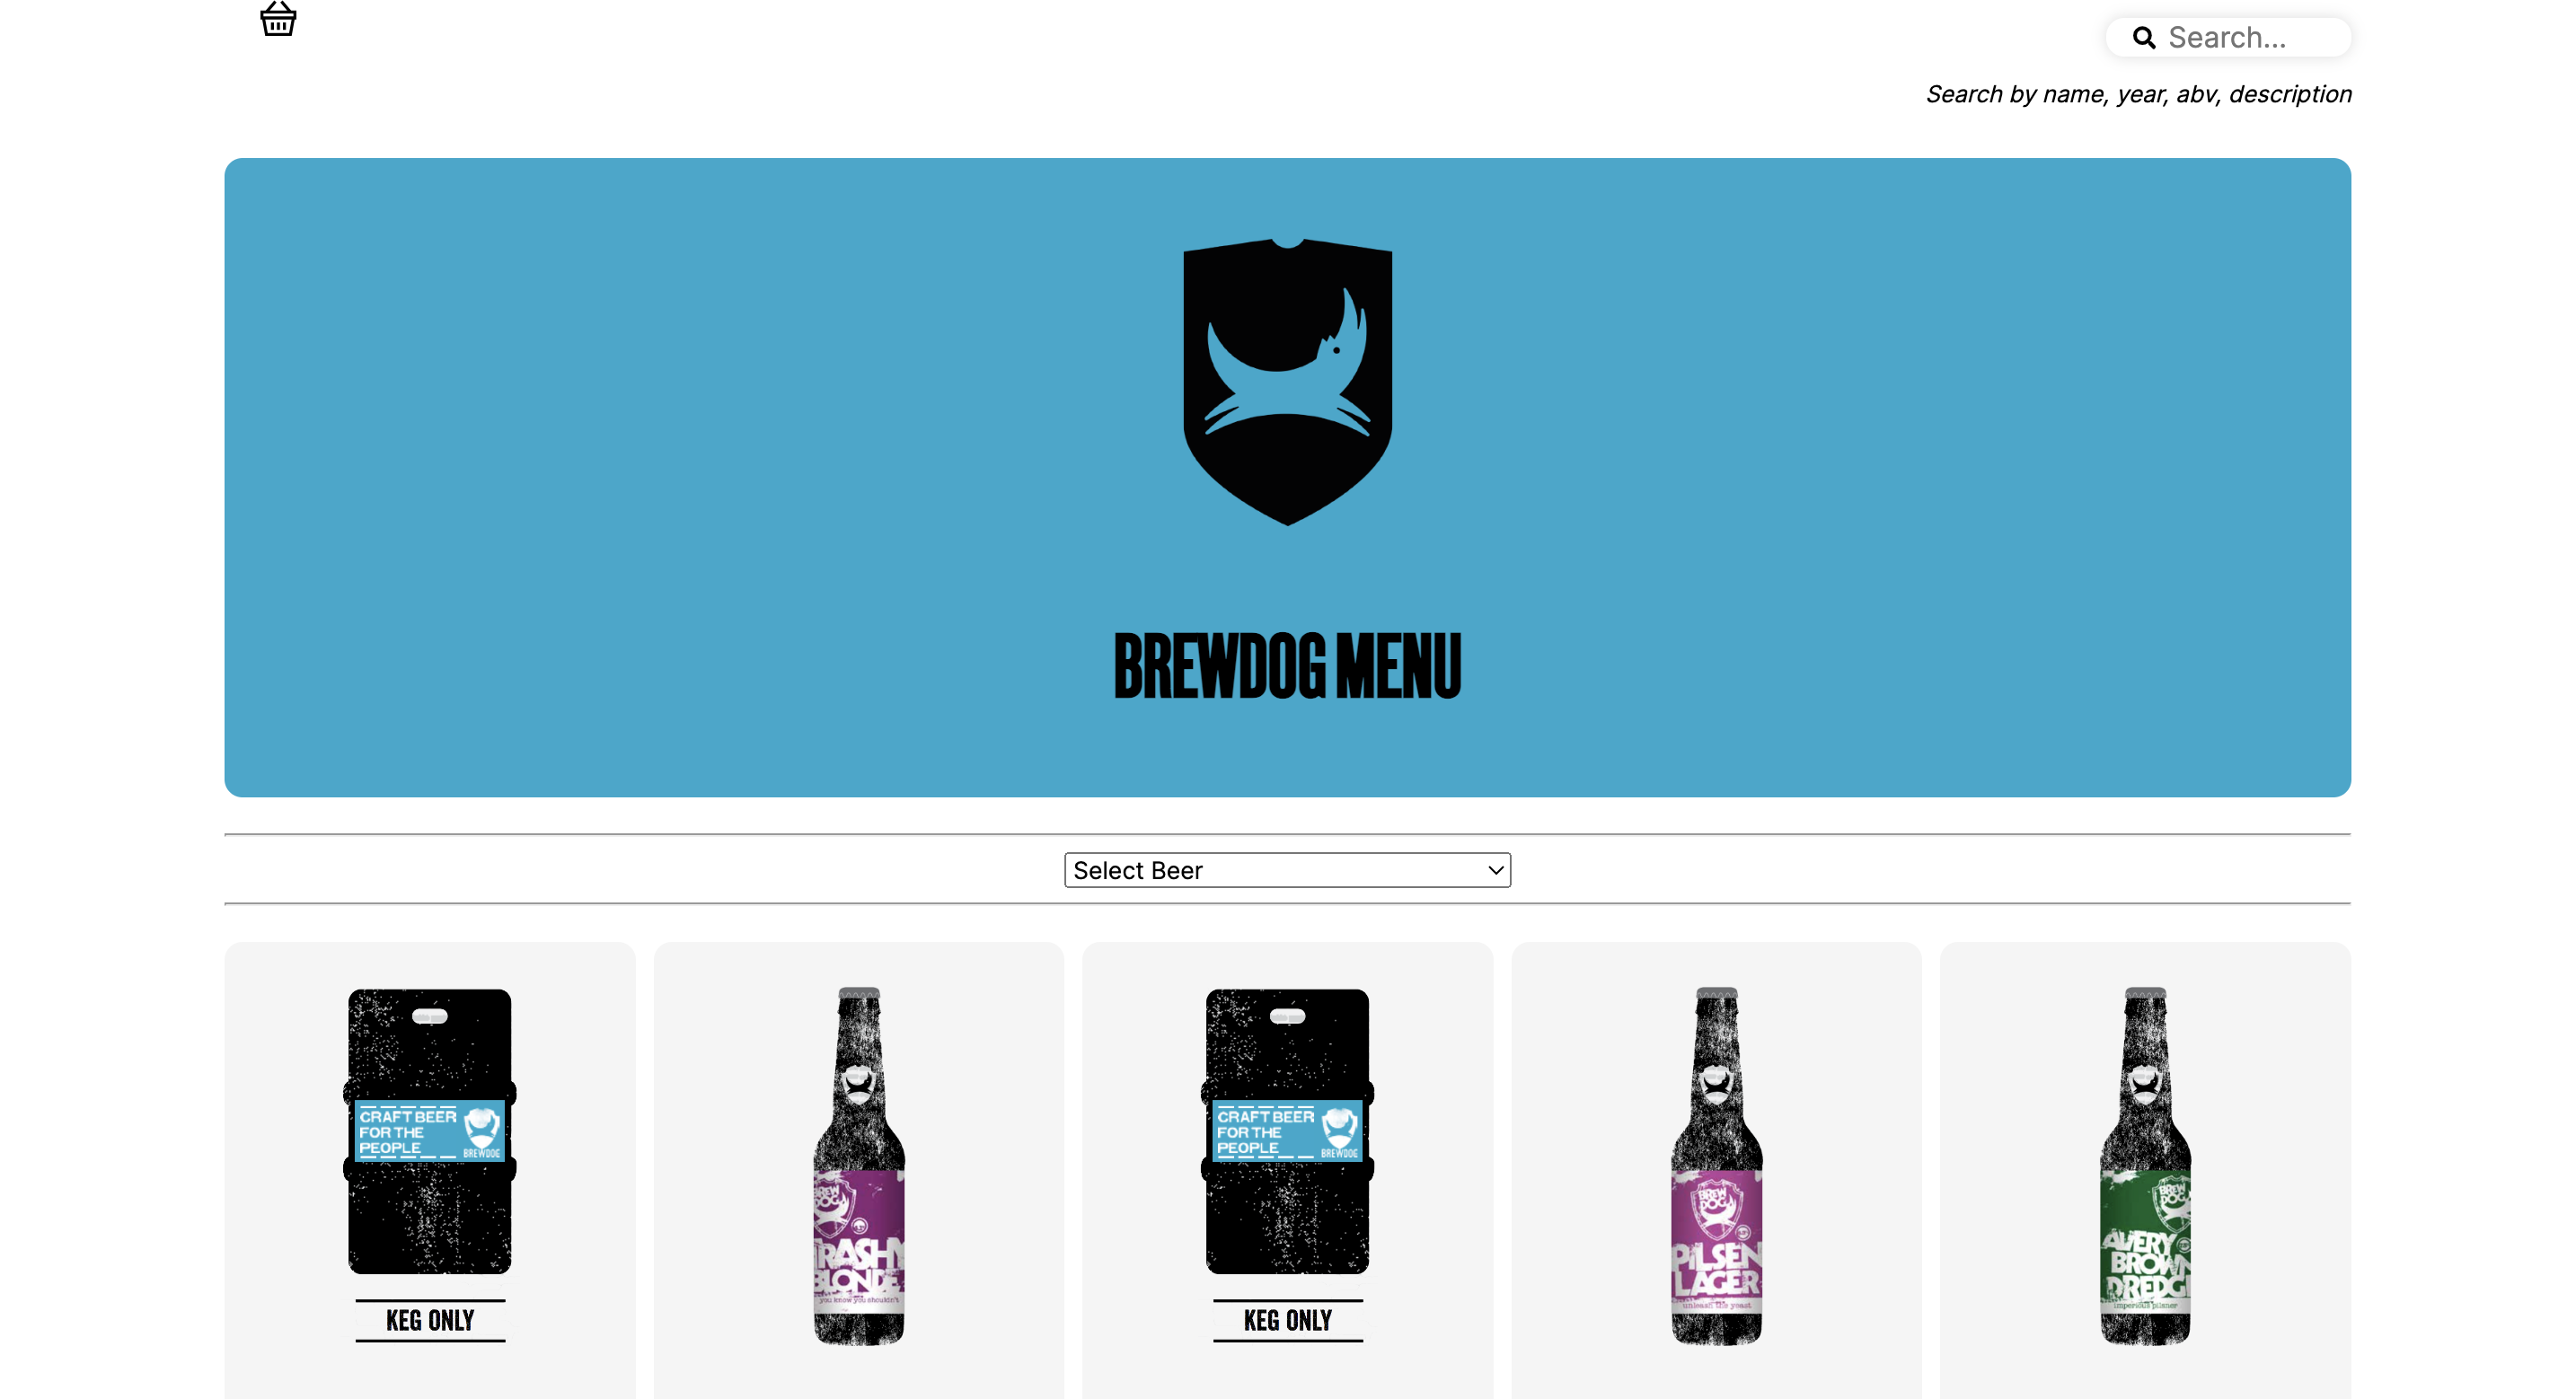 Search...
Search by name, year, abv, description
BREWDOG MENU
Select Beer
CRAFT BEER
FOR THE
PEOPLE
BREWDOG
KEG ONLY
BREW
DOG
TRASHY
BLONDE
you know you shouldn't
CRAFT BEER
FOR THE
PEOPLE
BREWDOG
KEG ONLY
BREW
DOG
PILSEN
LAGER
unleash the yeast
BREW
DOG
AVERY
BROWN
DREDGE
imperial pilsner